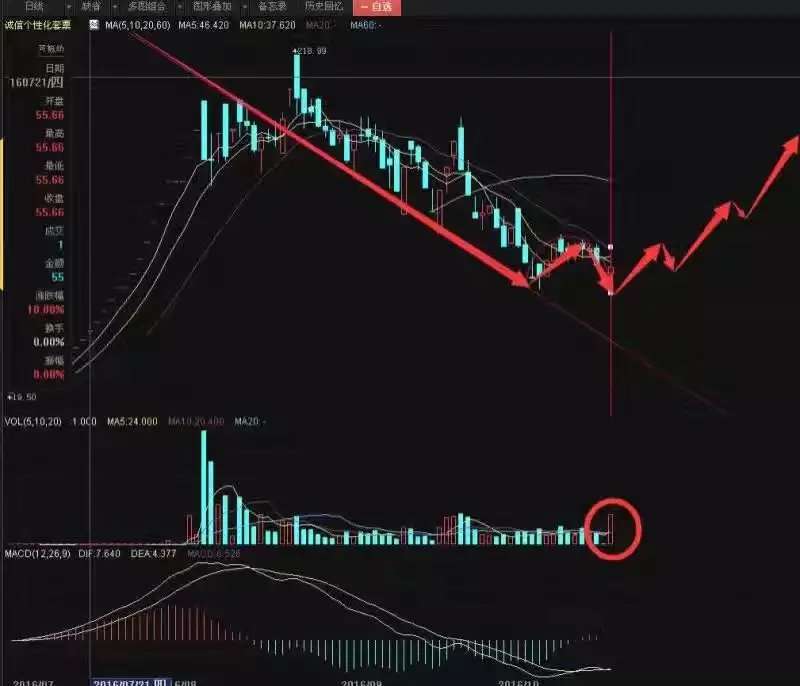 日线 缺省 多图组合 图形叠加 备忘录 历史回忆 一自选
诚信个性化套票 MA(5,10,20,60) MA5:46.420 MA10:37.620 MA20:- MA60:-
日期
160721/四
开盘
55.66
最高
55.66
最低
55.66
收盘
55.66
成交
1
金额
55
涨跌幅
10.00%
换手
0.00%
振幅
0.00%
218.99
19.50
VOL(5,10,20) 1.000 MA5:24.000 MA10:20.400 MA20:-
MACD(12,26,9) DIF:7.640 DEA:4.377 MACD:6.526
2016/07 2016/07/21 四 6/08 2016/09 2016/10